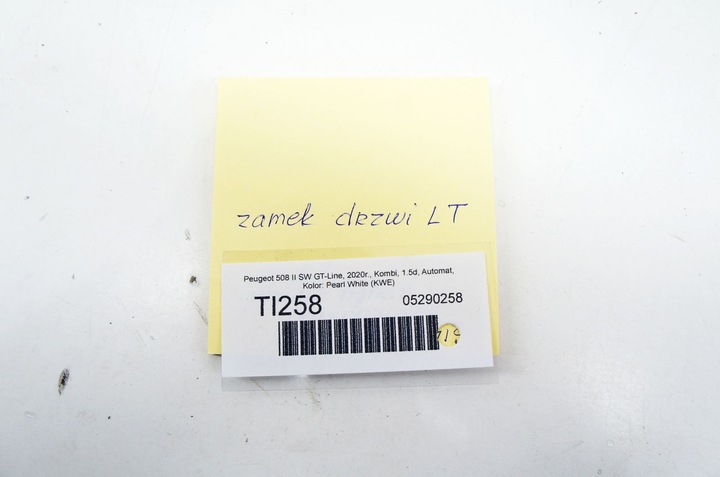 zamek drzwi LT
Peugeot 508 II SW GT-Line, 2020r., Kombi, 1.5d, Automat,
Kolor: Pearl White (KWE)
TI258 05290258